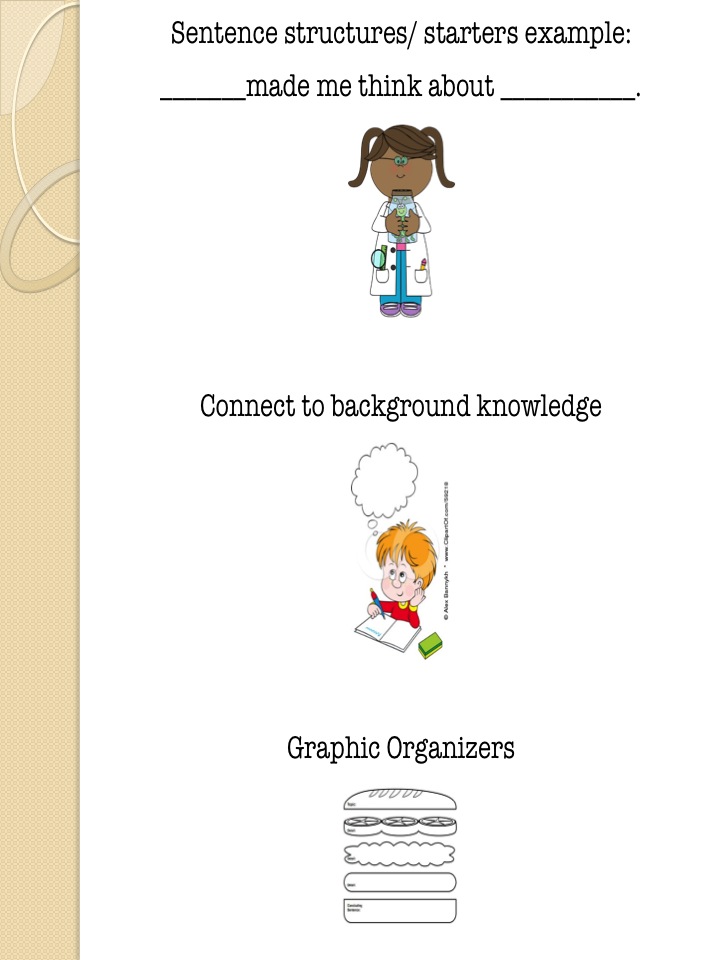 Sentence structures/ starters example:
_______made me think about ___________.
Connect to background knowledge
© Alex Bannykh * www.ClipartOf.com/59218
Graphic Organizers
Topic:
Detail:
Detail:
Detail:
Concluding
Sentence: